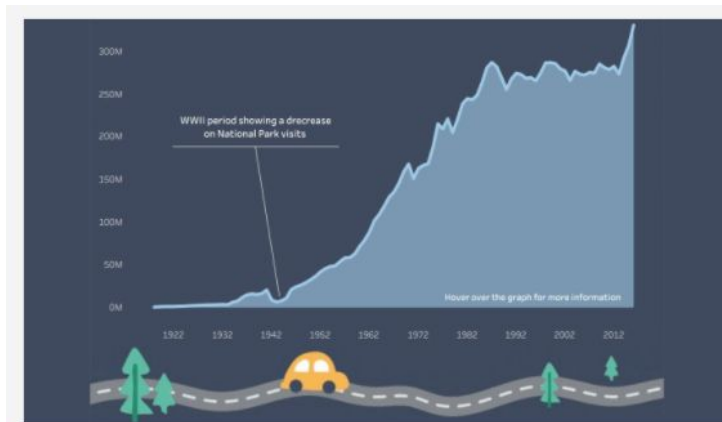 300M
250M
200M
150M
100M
50M
0M
WWII period showing a drecrease
on National Park visits
Hover over the graph for more information
1922 1932 1942 1952 1962 1972 1982 1992 2002 2012